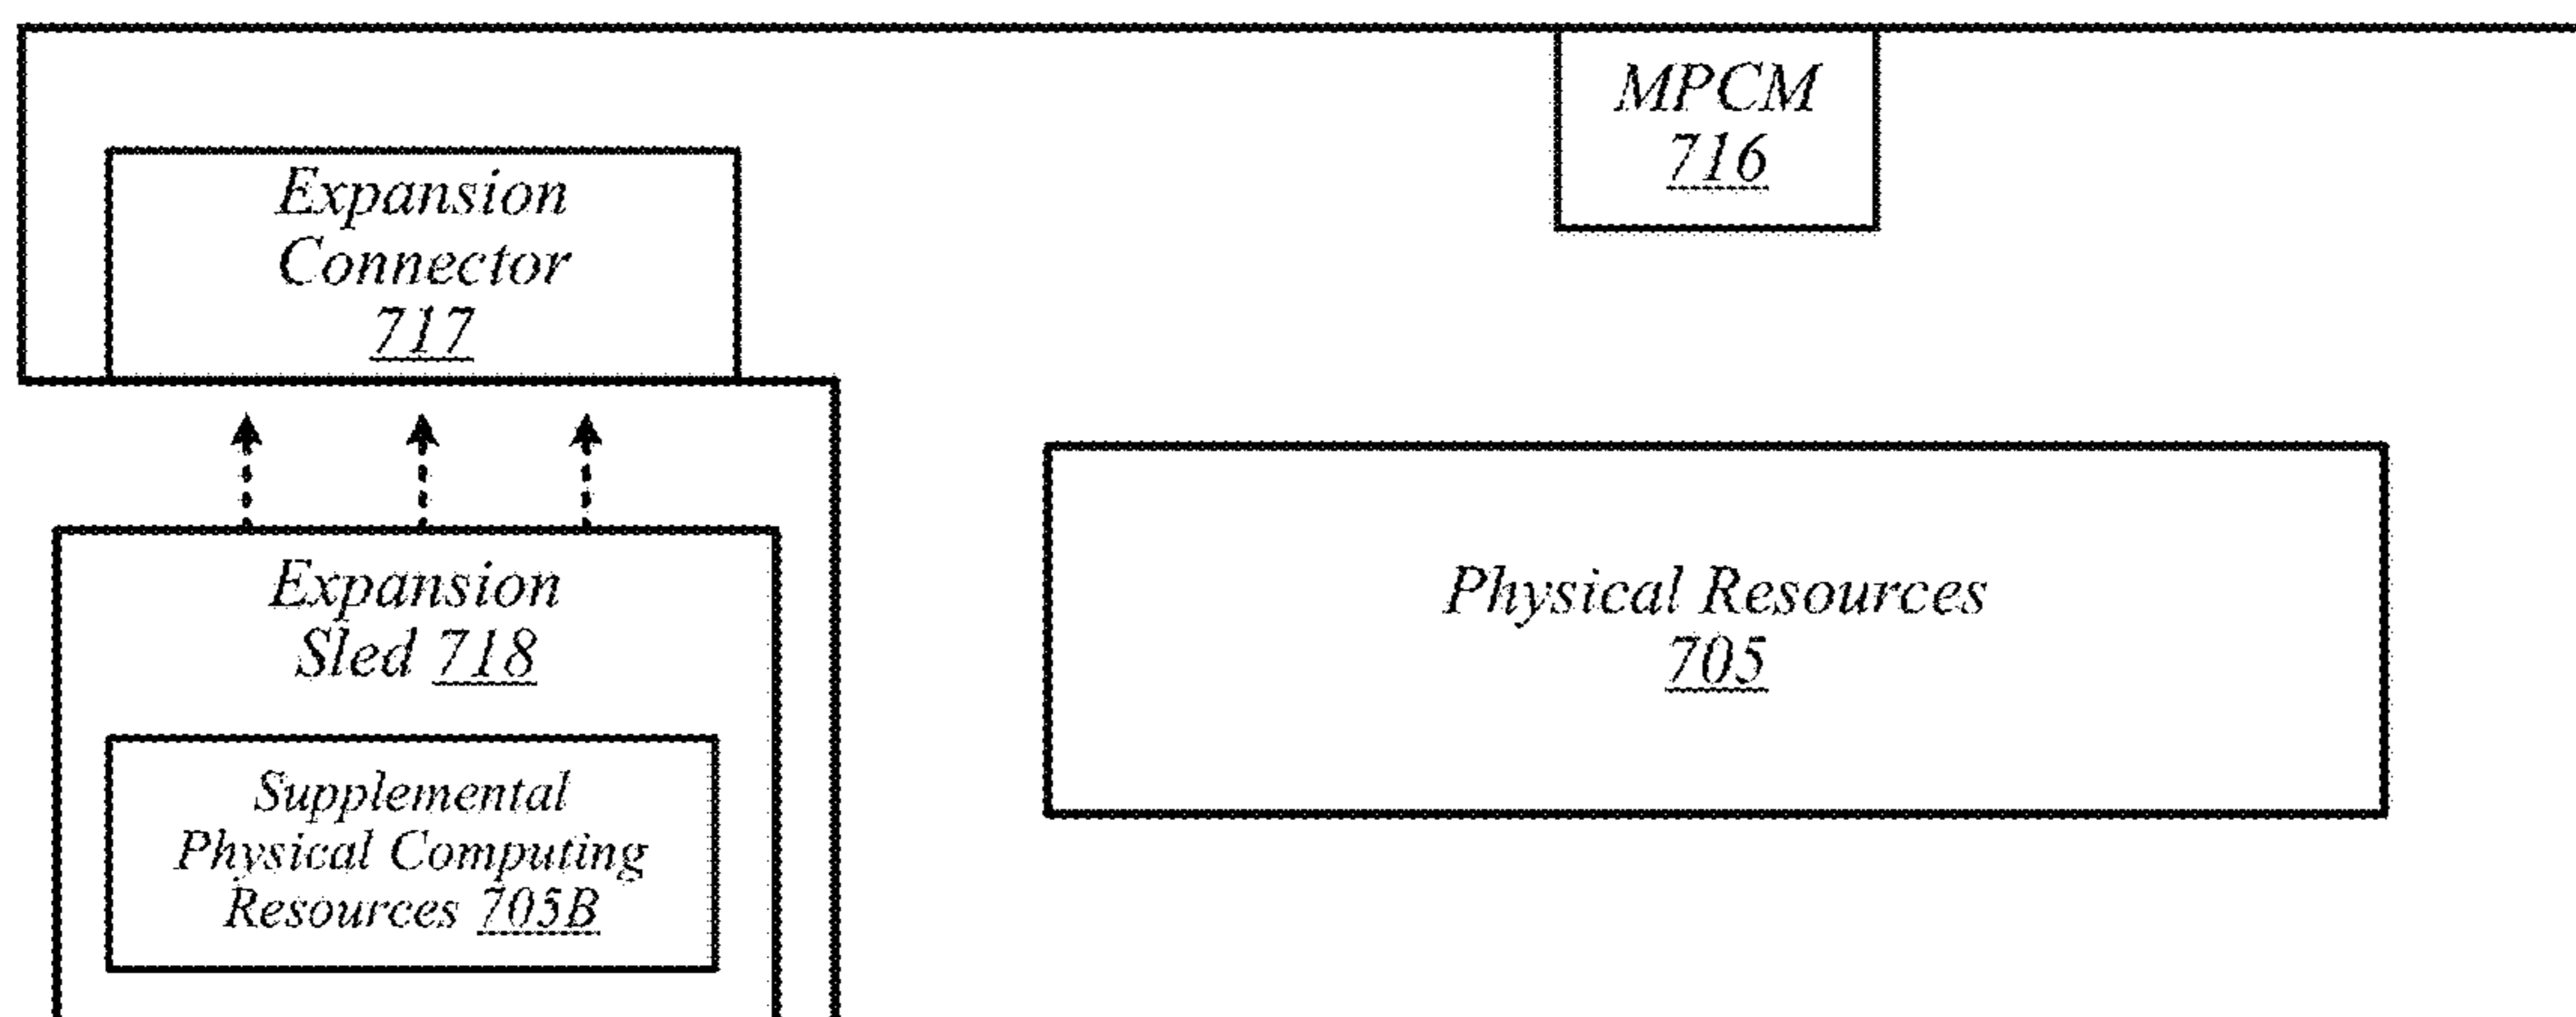 MPCM
716
Expansion
Connector
717
Expansion
Sled 718
Physical Resources
705
Supplemental
Physical Computing
Resources 705B